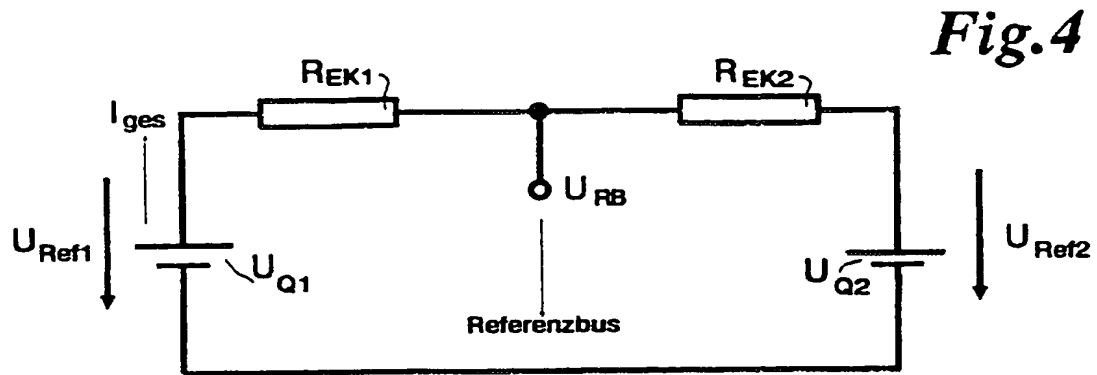 Fig.4
REK1
REK2
Iges
URB
URef1
UQ1
UQ2
URef2
Referenzbus